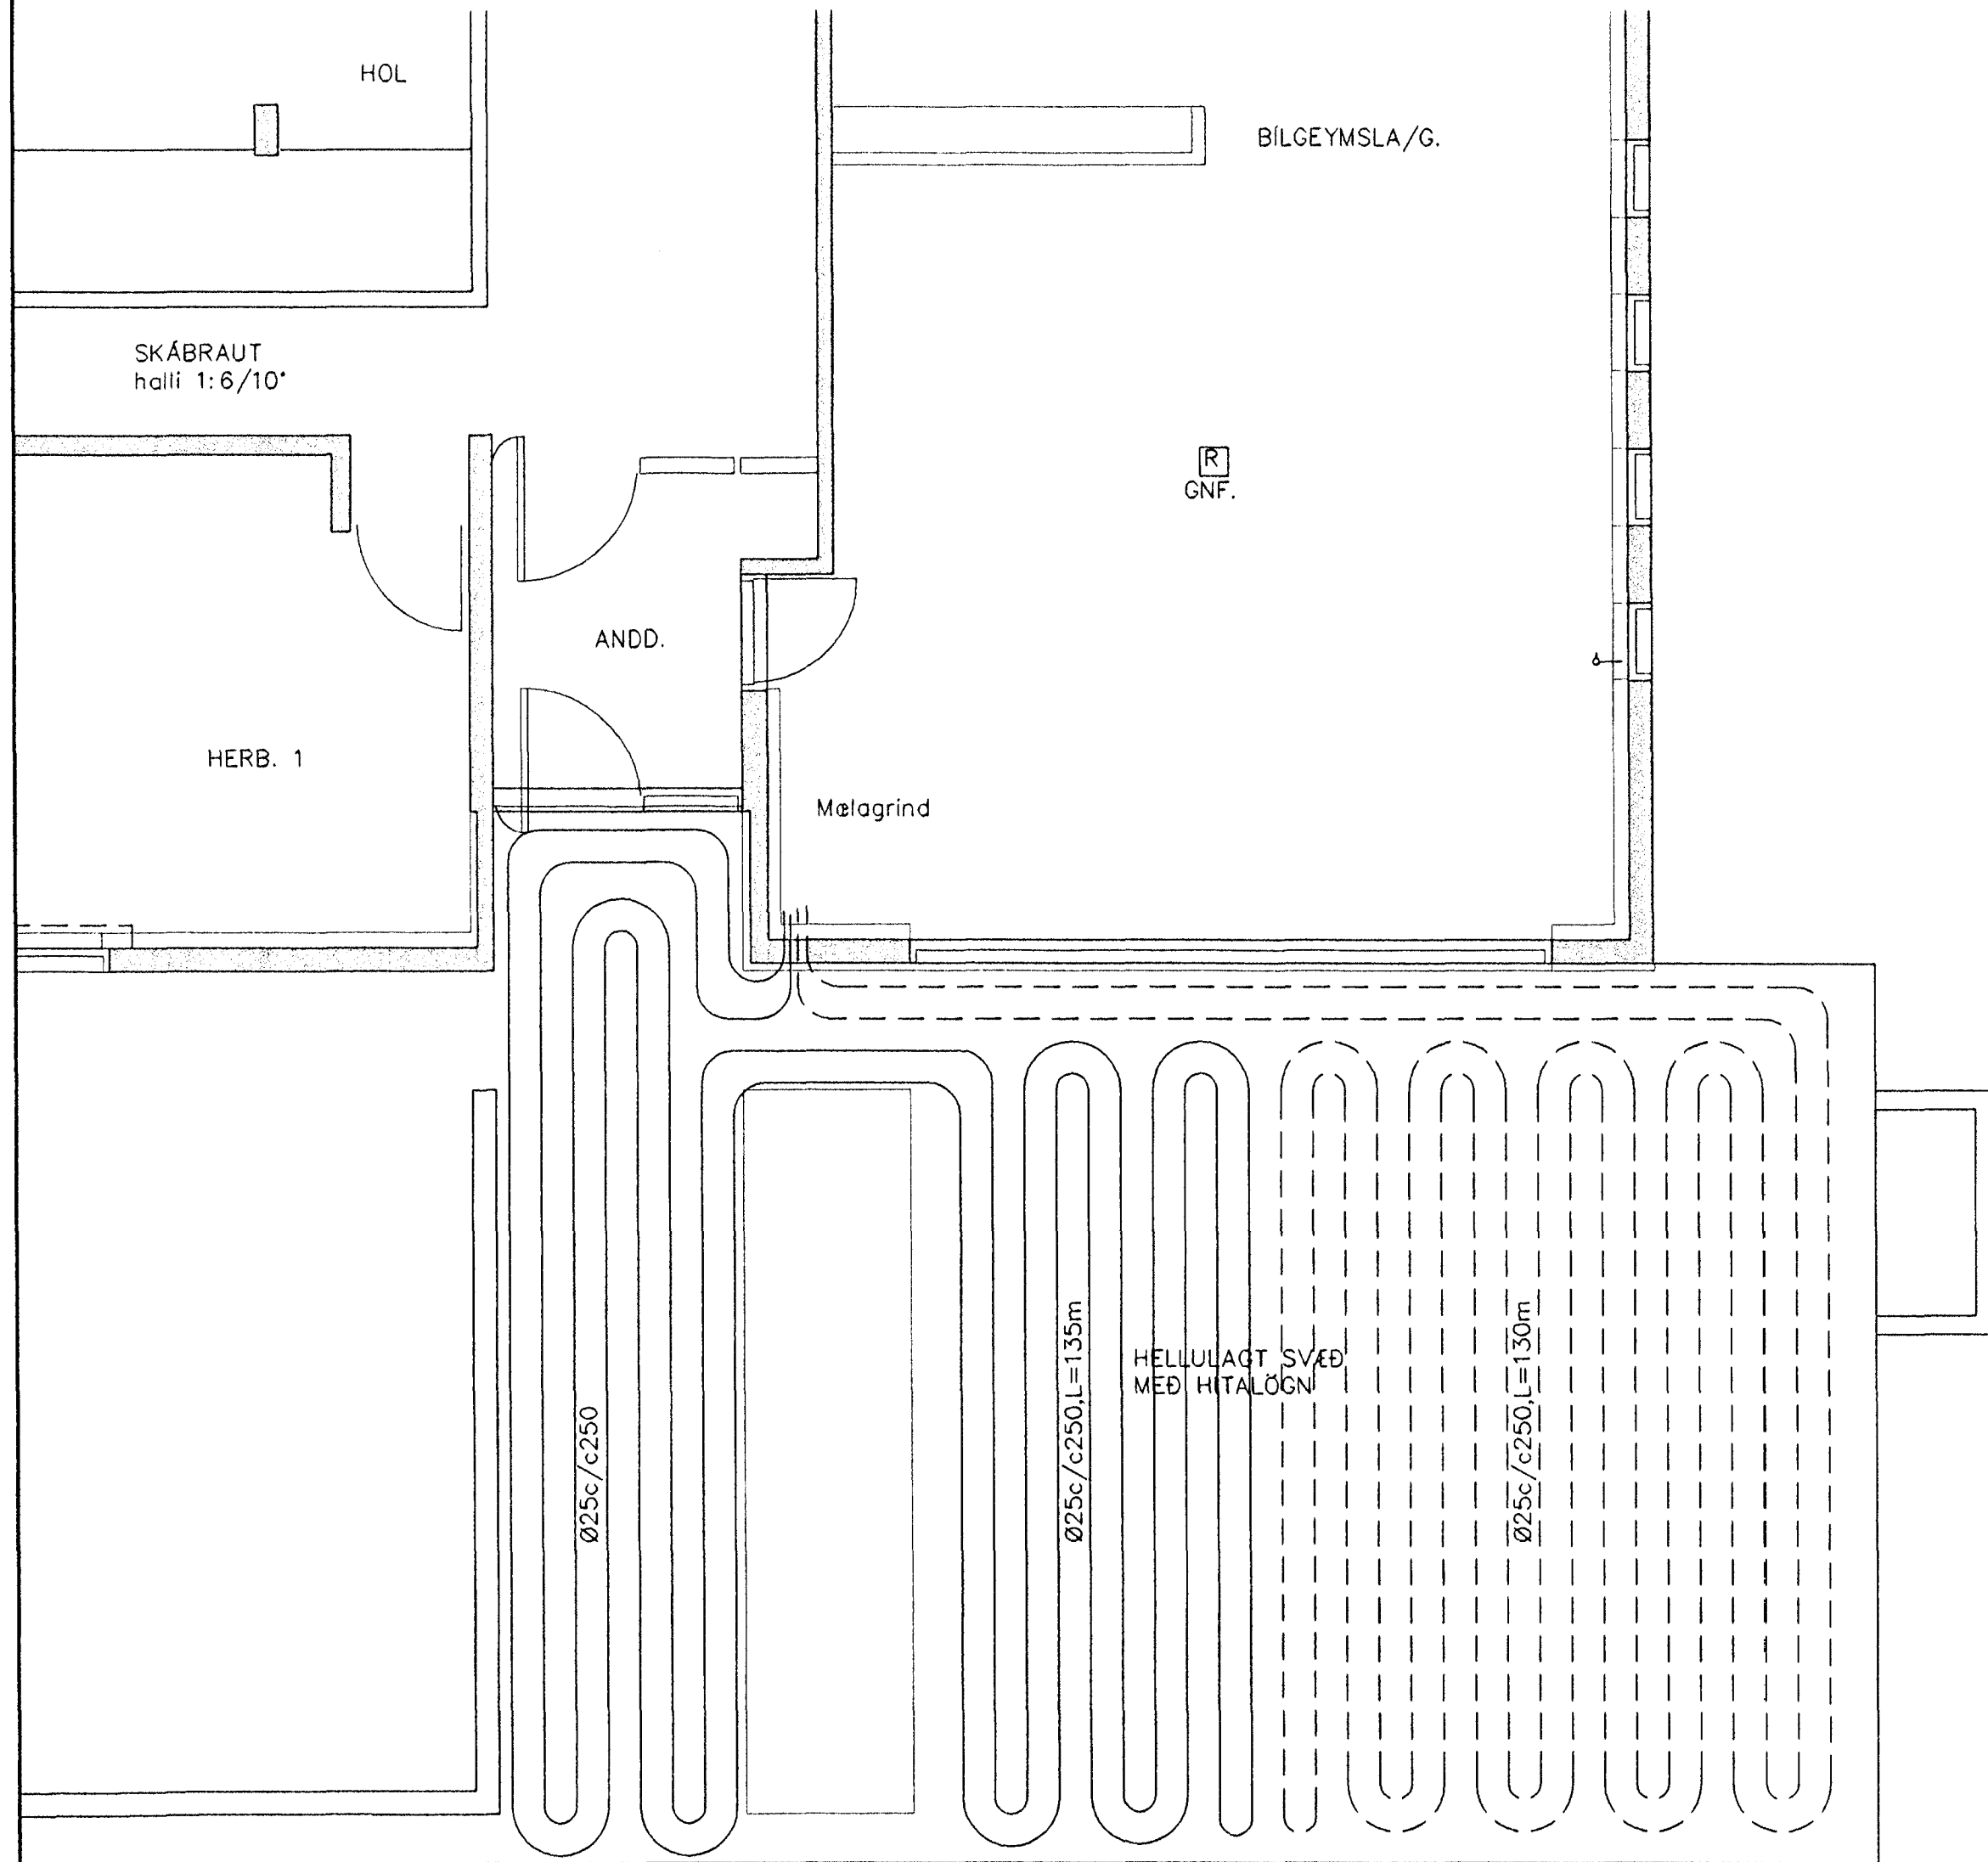 HOL
BÍLGEYMSLA/G.
SKÁBRAUT
halli 1:6/10°
R
GNF.
ANDD.
HERB. 1
Mælagrind
HELLULAGT SVÆÐ
MEÐ HITALÖGN
Ø25c/c250
Ø25c/c250,L=135m
Ø25c/c250,L=130m